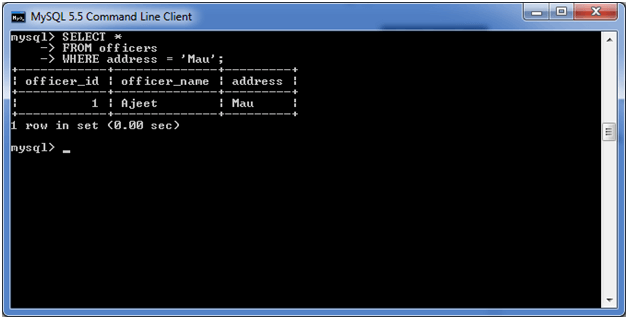 MySQL 5.5 Command Line Client
mysql> SELECT *
    -> FROM officers
    -> WHERE address = 'Mau';
+------------+--------------+---------+
| officer_id | officer_name | address |
+------------+--------------+---------+
|          1 | Ajeet        | Mau     |
+------------+--------------+---------+
1 row in set (0.00 sec)
mysql> _